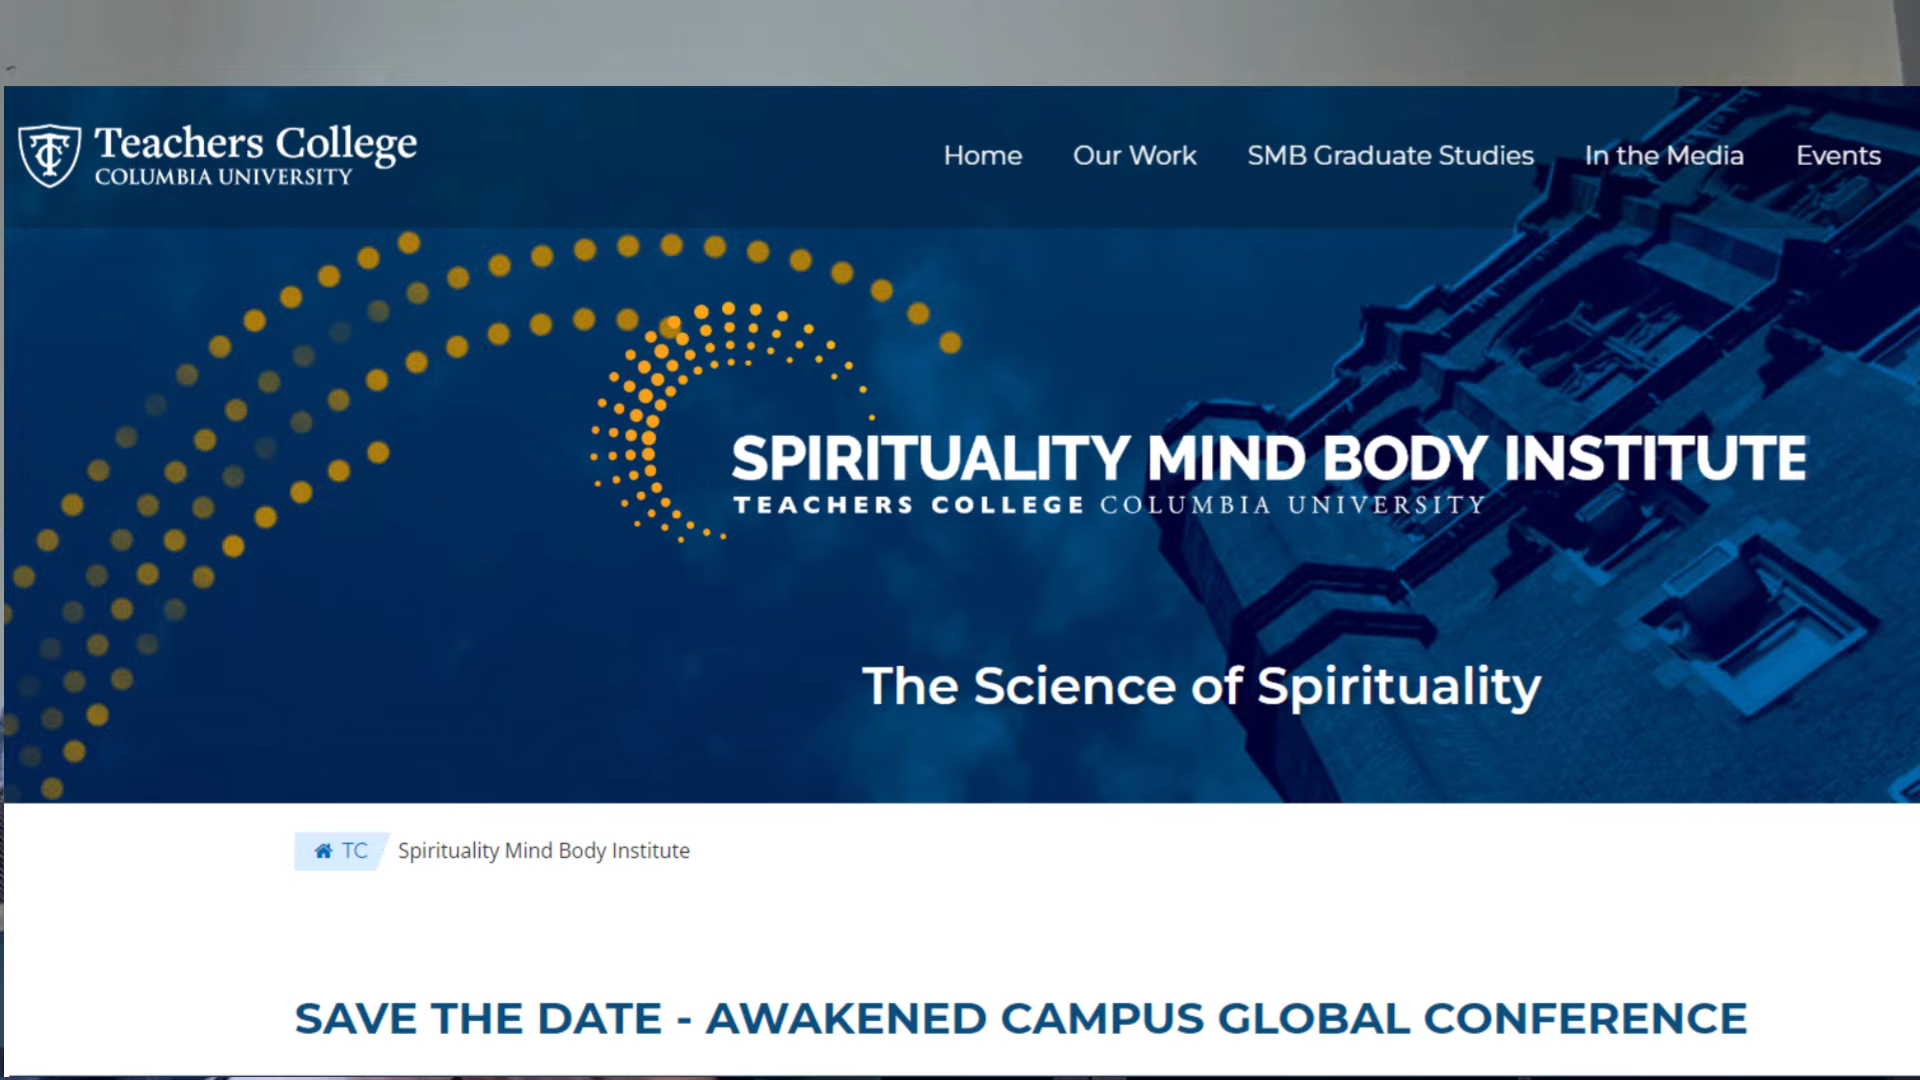 Teachers College
COLUMBIA UNIVERSITY
Home Our Work SMB Graduate Studies In the Media Events
SPIRITUALITY MIND BODY INSTITUTE
TEACHERS COLLEGE COLUMBIA UNIVERSITY
The Science of Spirituality
TC Spirituality Mind Body Institute
SAVE THE DATE - AWAKENED CAMPUS GLOBAL CONFERENCE